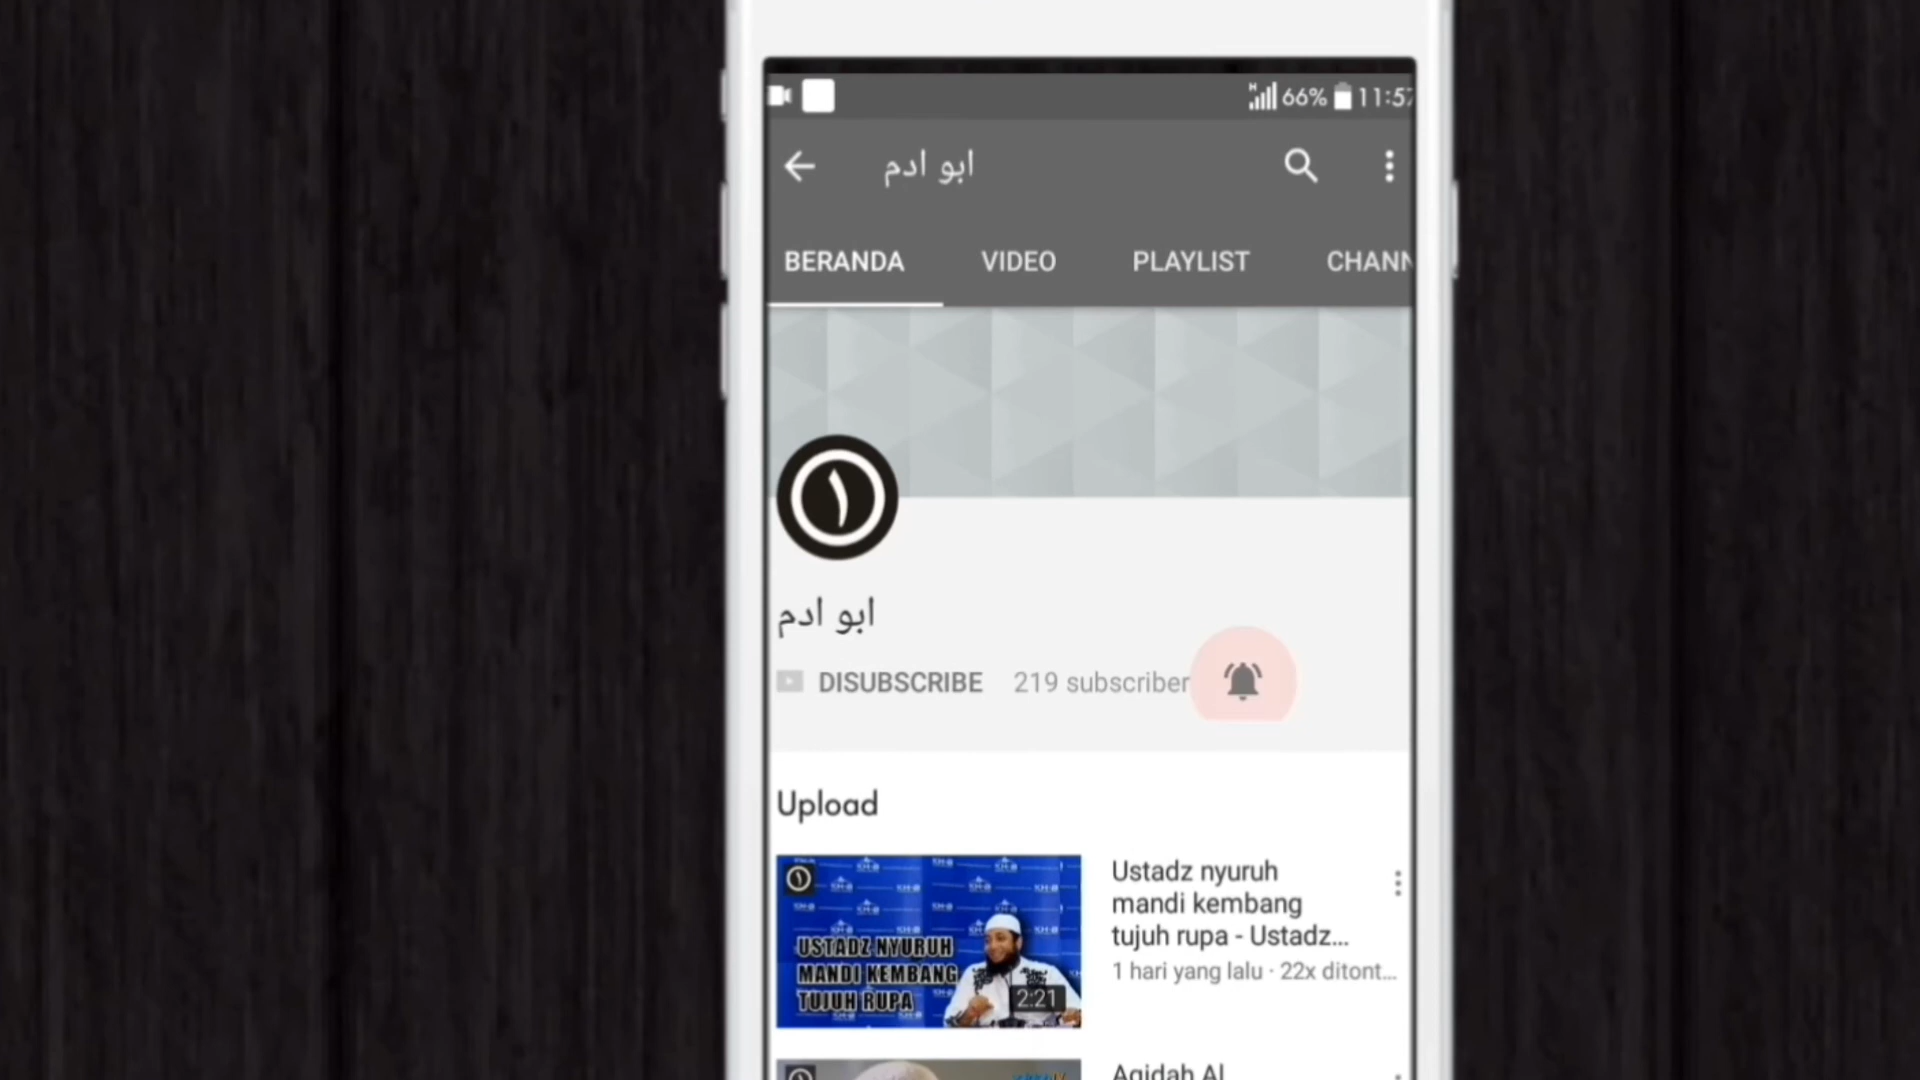 66% 11:57
ابو ادم
BERANDA VIDEO PLAYLIST CHANN
ابو ادم
DISUBSCRIBE 219 subscriber
Upload
USTADZ NYURUH
MANDI KEMBANG
TUJUH RUPA
2:21
Ustadz nyuruh
mandi kembang
tujuh rupa - Ustadz...
1 hari yang lalu · 22x ditont...
Aqidah Al